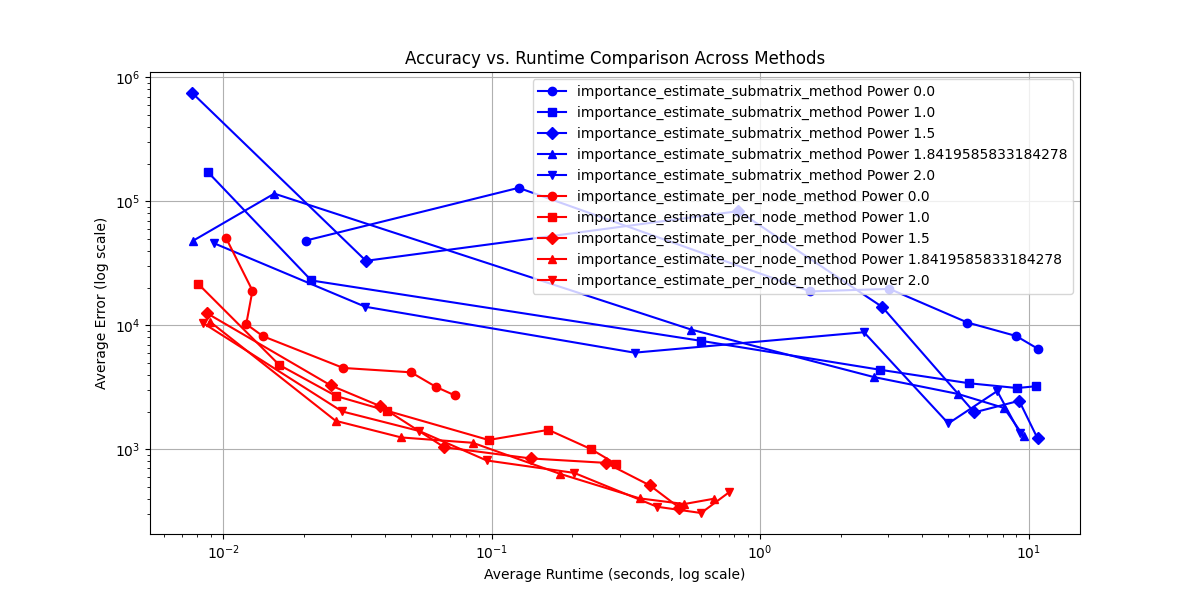 Accuracy vs. Runtime Comparison Across Methods
importance_estimate_submatrix_method Power 0.0
importance_estimate_submatrix_method Power 1.0
importance_estimate_submatrix_method Power 1.5
importance_estimate_submatrix_method Power 1.8419585833184278
importance_estimate_submatrix_method Power 2.0
importance_estimate_per_node_method Power 0.0
importance_estimate_per_node_method Power 1.0
importance_estimate_per_node_method Power 1.5
importance_estimate_per_node_method Power 1.8419585833184278
importance_estimate_per_node_method Power 2.0
Average Error (log scale)
10⁶
10⁵
10⁴
10³
10⁻² 10⁻¹ 10⁰ 10¹
Average Runtime (seconds, log scale)